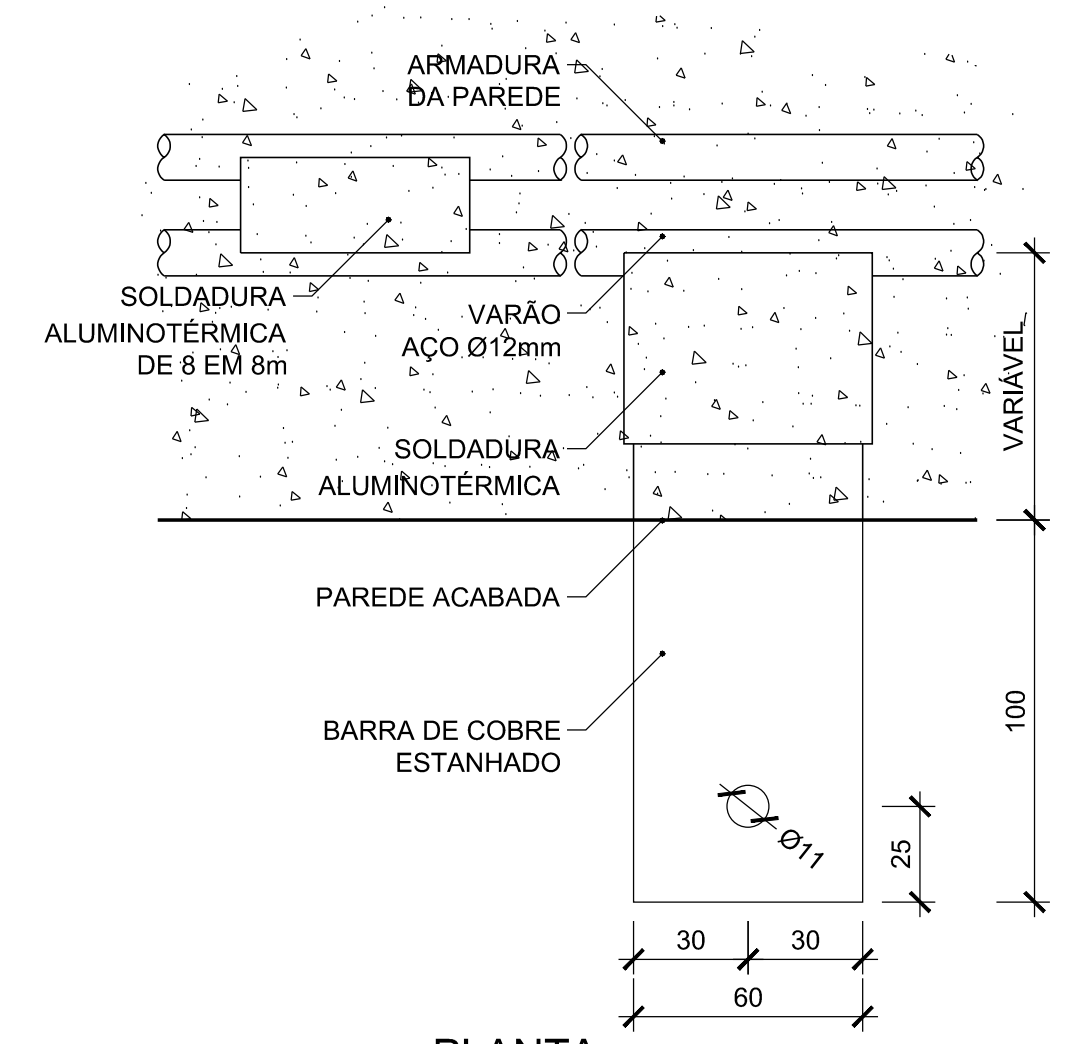 ARMADURA
DA PAREDE
SOLDADURA
ALUMINOTÉRMICA
DE 8 EM 8m
VARÃO
AÇO Ø12mm
VARIÁVEL
SOLDADURA
ALUMINOTÉRMICA
PAREDE ACABADA
BARRA DE COBRE
ESTANHADO
100
Ø11
25
30 30
60
PLANTA